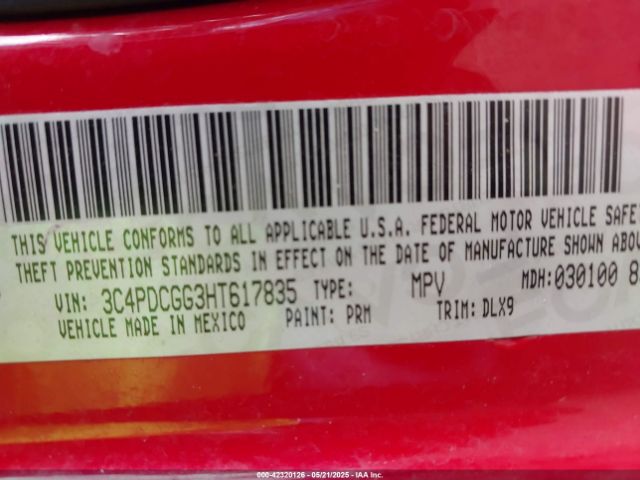 THIS VEHICLE CONFORMS TO ALL APPLICABLE U.S.A. FEDERAL MOTOR VEHICLE
THEFT PREVENTION STANDARDS IN EFFECT ON THE DATE OF MANUFACTURE SHOWN
VIN: 3C4PDCGG3HT617835 TYPE: MPV MDH:030100 8
VEHICLE MADE IN MEXICO PAINT: PRM TRIM: DLX9
000-42320126 - 05/21/2025 - IAA Inc.